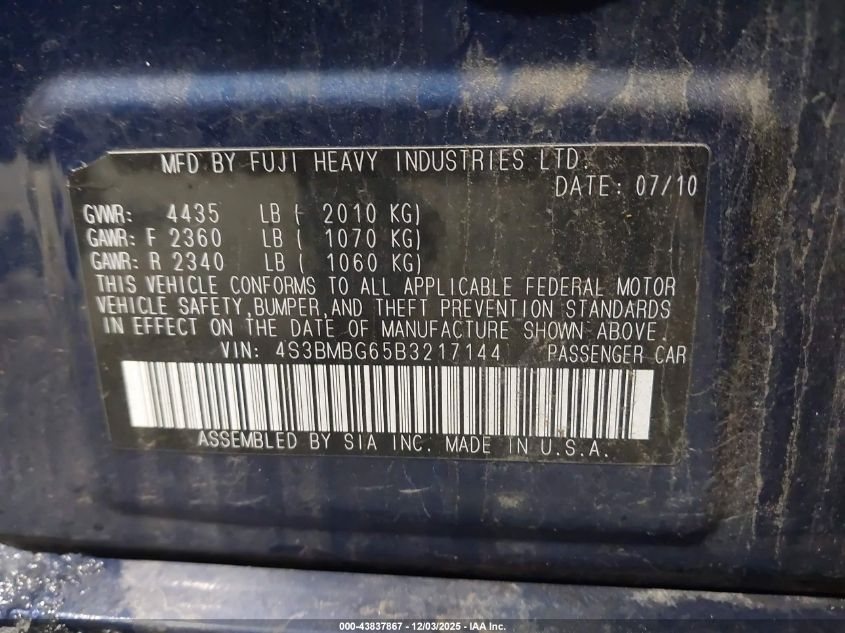 MFD BY FUJI HEAVY INDUSTRIES LTD.
DATE: 07/10
GVWR: 4435 LB ( 2010 KG)
GAWR: F 2360 LB ( 1070 KG)
GAWR: R 2340 LB ( 1060 KG)
THIS VEHICLE CONFORMS TO ALL APPLICABLE FEDERAL MOTOR
VEHICLE SAFETY, BUMPER, AND THEFT PREVENTION STANDARDS
IN EFFECT ON THE DATE OF MANUFACTURE SHOWN ABOVE.
VIN: 4S3BMBG65B3217144 PASSENGER CAR
ASSEMBLED BY SIA INC. MADE IN U.S.A.
000-43837867 - 12/03/2025 - IAA Inc.